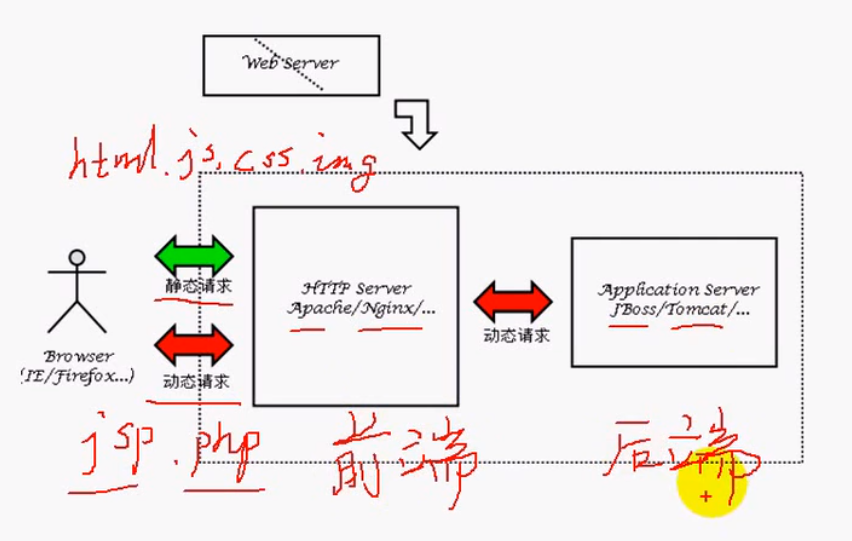 Web Server
html.js.css.img
静态请求
HTTP Server
Apache/Nginx/...
Application Server
JBoss/Tomcat/...
动态请求
Browser
(IE/Firefox...)
动态请求
jsp.php
前端
后端